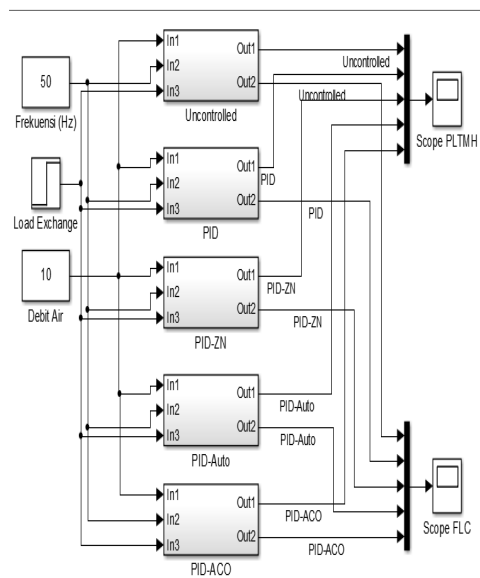 In1
In2
In3
Out1
Out2
Uncontrolled
Uncontrolled
Uncontrolled
50
Frekuensi (Hz)
Scope PLTMH
Load Exchange
In1
In2
In3
Out1
Out2
PID
PID
PID
10
Debit Air
In1
In2
In3
Out1
Out2
PID-ZN
PID-ZN
PID-ZN
In1
In2
In3
Out1
Out2
PID-Auto
PID-Auto
PID-Auto
In1
In2
In3
Out1
Out2
PID-ACO
PID-ACO
PID-ACO
Scope FLC